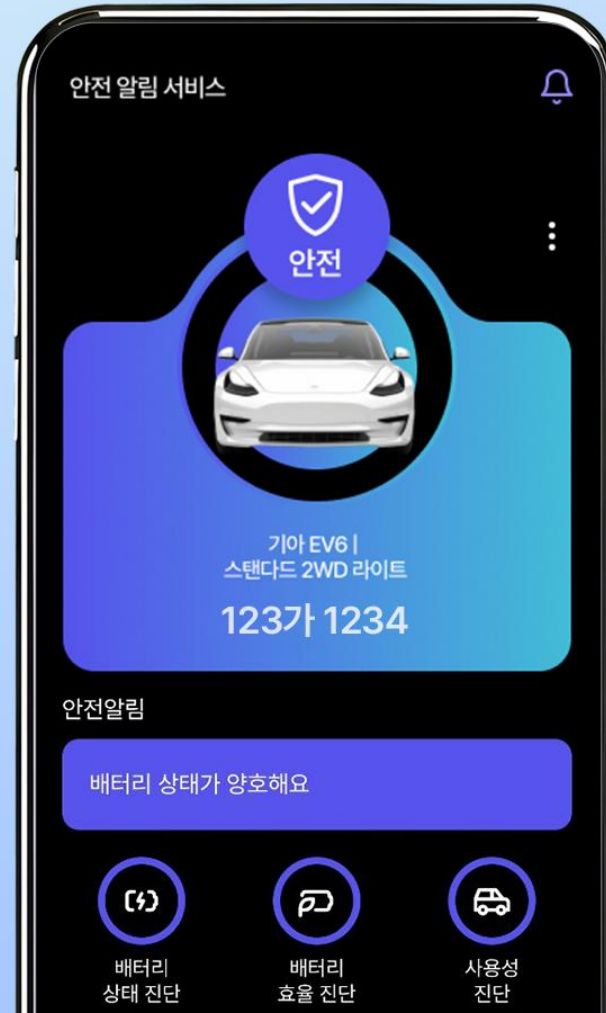 안전 알림 서비스
안전
기아 EV6 |
스탠다드 2WD 라이트
123가 1234
안전알림
배터리 상태가 양호해요
배터리
상태 진단
배터리
효율 진단
사용성
진단